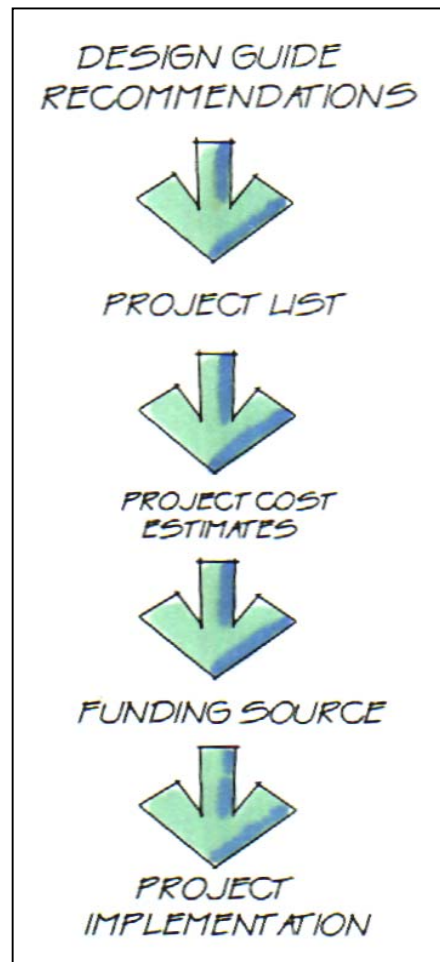 DESIGN GUIDE
RECOMMENDATIONS
PROJECT LIST
PROJECT COST
ESTIMATES
FUNDING SOURCE
PROJECT
IMPLEMENTATION